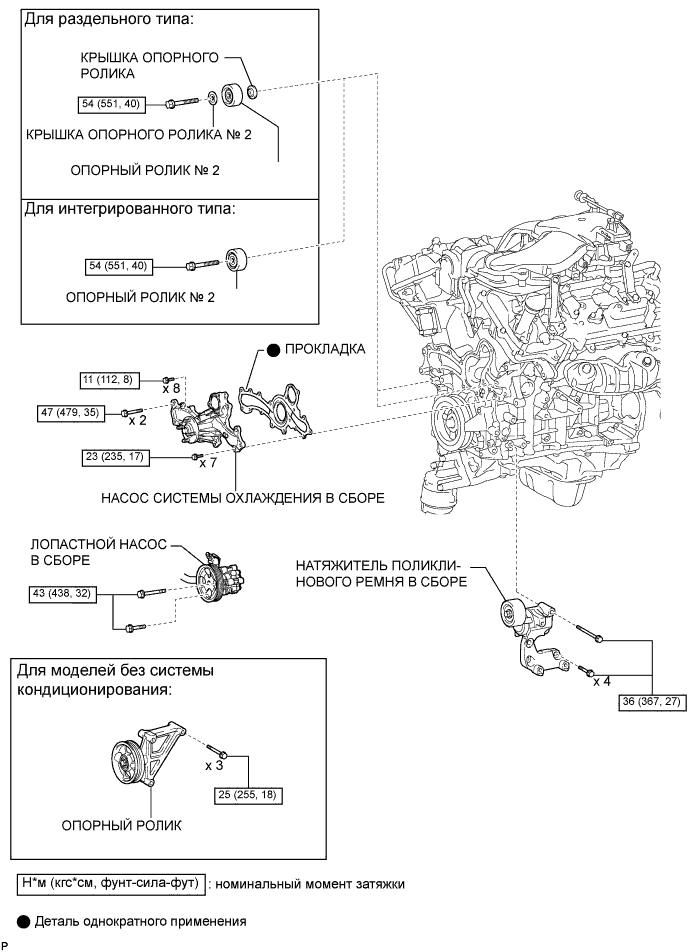 Для раздельного типа:
КРЫШКА ОПОРНОГО
РОЛИКА
54 (551, 40)
КРЫШКА ОПОРНОГО РОЛИКА № 2
ОПОРНЫЙ РОЛИК № 2
Для интегрированного типа:
54 (551, 40)
ОПОРНЫЙ РОЛИК № 2
ПРОКЛАДКА
11 (112, 8)
x 8
47 (479, 35)
x 2
23 (235, 17)
x 7
НАСОС СИСТЕМЫ ОХЛАЖДЕНИЯ В СБОРЕ
ЛОПАСТНОЙ НАСОС
В СБОРЕ
43 (438, 32)
НАТЯЖИТЕЛЬ ПОЛИКЛИ-
НОВОГО РЕМНЯ В СБОРЕ
x 4
36 (367, 27)
Для моделей без системы
кондиционирования:
x 3
25 (255, 18)
ОПОРНЫЙ РОЛИК
Н*м (кгс*см, фунт-сила-фут) : номинальный момент затяжки
Деталь однократного применения
P